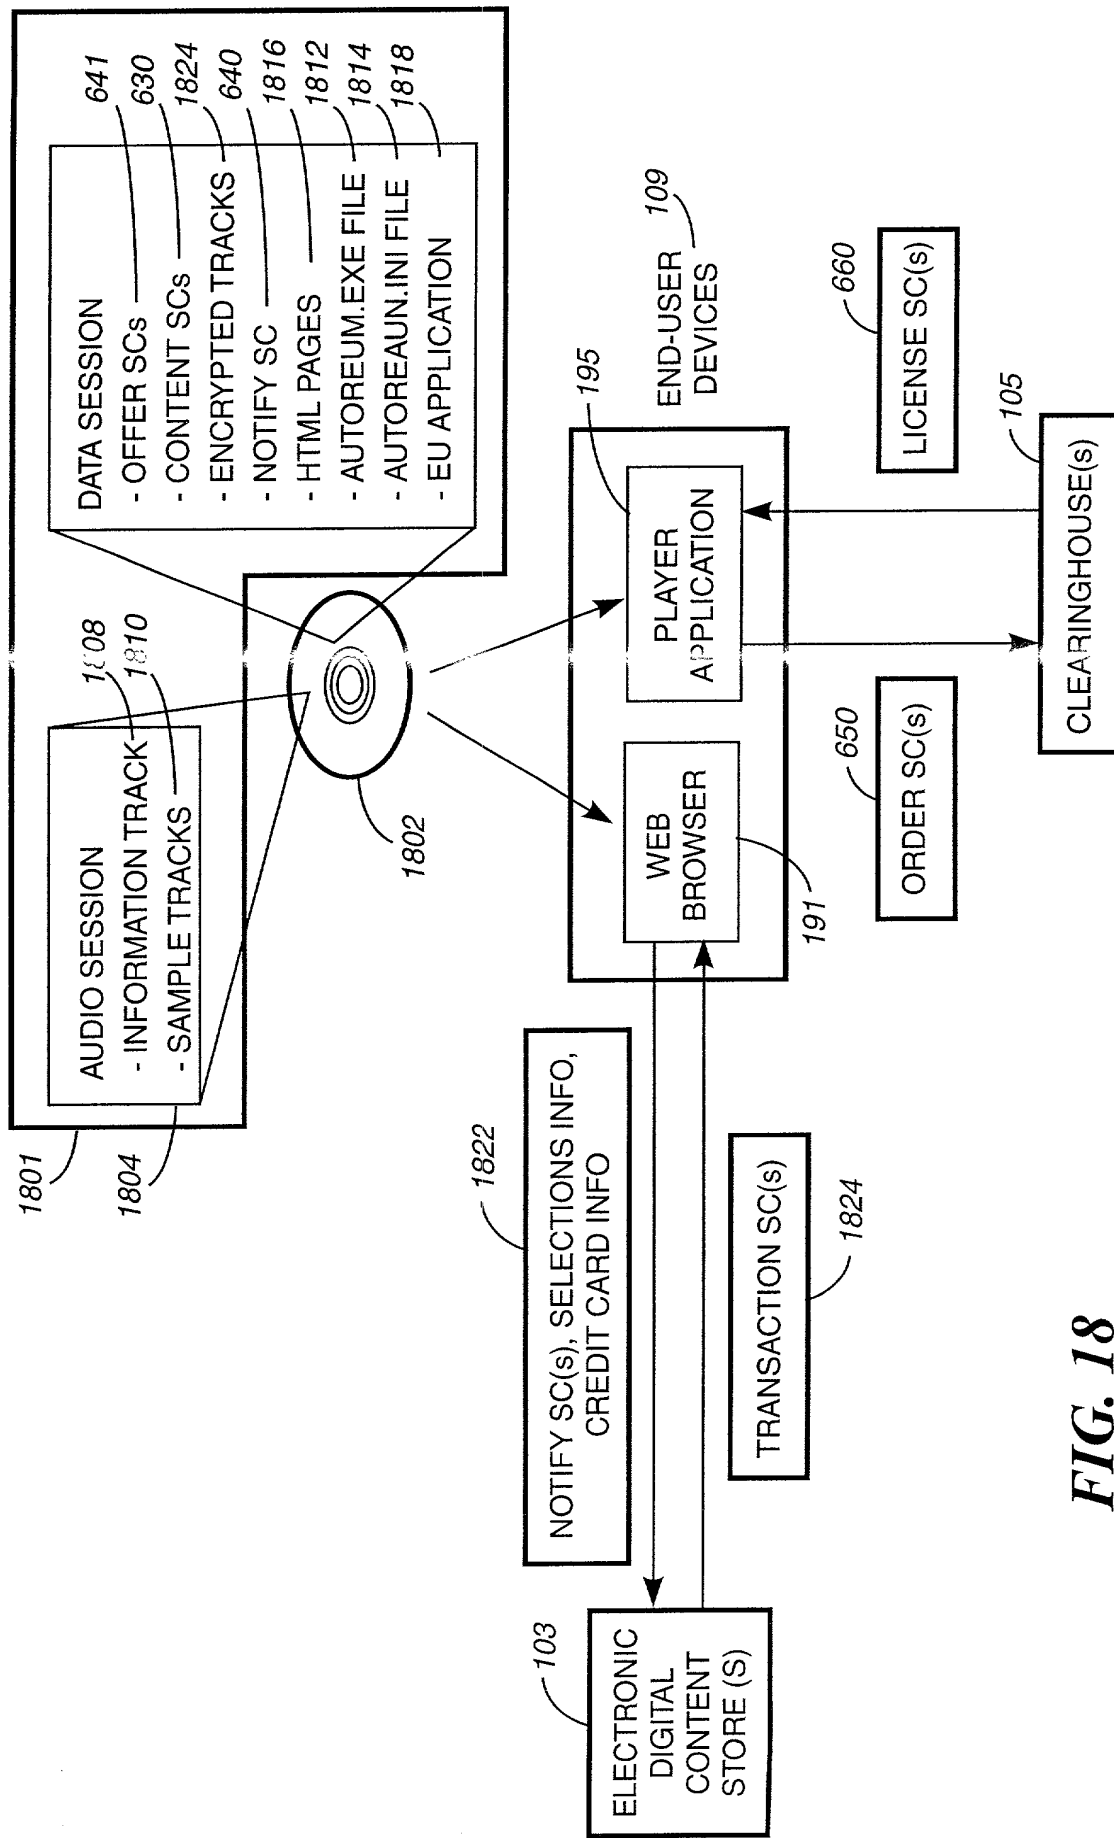 1801
1804
AUDIO SESSION
- INFORMATION TRACK
- SAMPLE TRACKS
1808
1810
DATA SESSION
- OFFER SCs
- CONTENT SCs
- ENCRYPTED TRACKS
- NOTIFY SC
- HTML PAGES
- AUTOREUM.EXE FILE
- AUTOREAUN.INI FILE
- EU APPLICATION
641
630
1824
640
1816
1812
1814
1818
1802
1822
NOTIFY SC(s), SELECTIONS INFO,
CREDIT CARD INFO
103
ELECTRONIC
DIGITAL
CONTENT
STORE (S)
TRANSACTION SC(s)
1824
WEB
BROWSER
191
PLAYER
APPLICATION
195
END-USER
DEVICES
109
650
ORDER SC(s)
660
LICENSE SC(s)
105
CLEARINGHOUSE(s)
FIG. 18